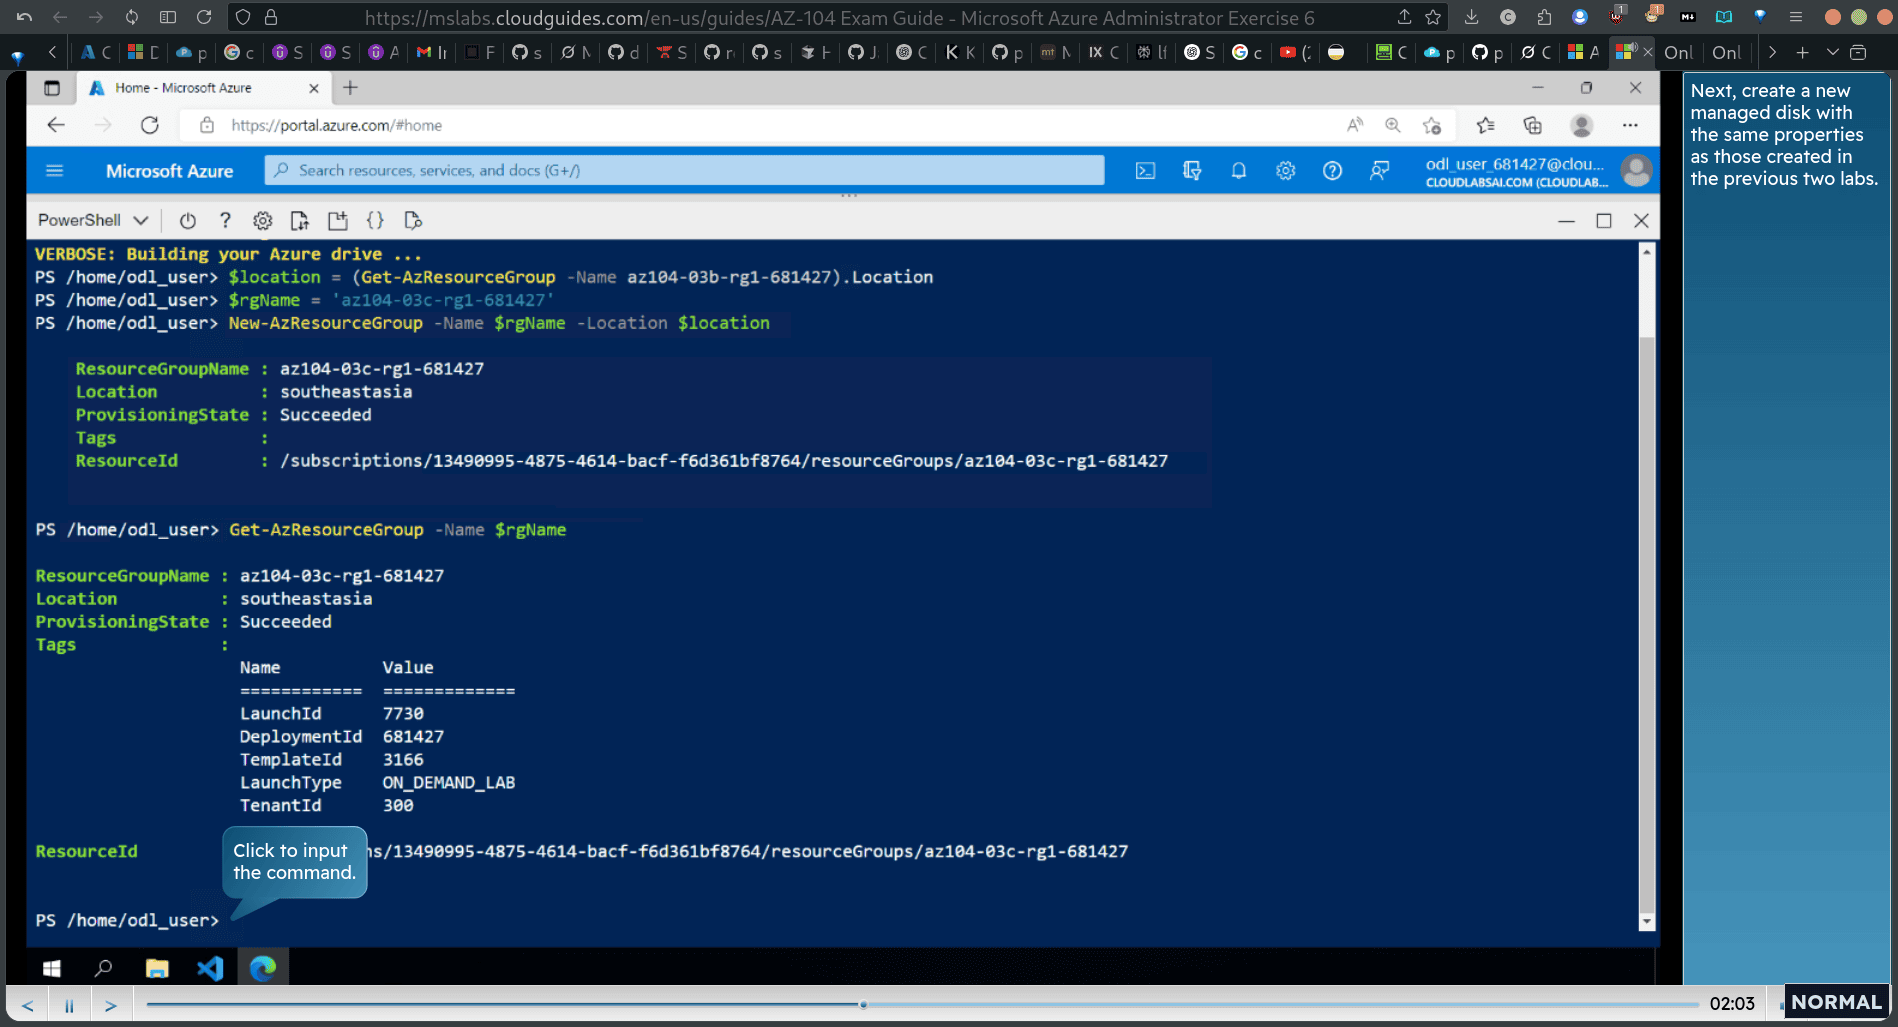 https://mslabs.cloudguides.com/en-us/guides/AZ-104 Exam Guide - Microsoft Azure Administrator Exercise 6
Home - Microsoft Azure
https://portal.azure.com/#home
Microsoft Azure
Search resources, services, and docs (G+/)
odl_user_681427@clou...
CLOUDLABSAI.COM (CLOUDLAB...
PowerShell
VERBOSE: Building your Azure drive ...
PS /home/odl_user> $location = (Get-AzResourceGroup -Name az104-03b-rg1-681427).Location
PS /home/odl_user> $rgName = 'az104-03c-rg1-681427'
PS /home/odl_user> New-AzResourceGroup -Name $rgName -Location $location
ResourceGroupName : az104-03c-rg1-681427
Location : southeastasia
ProvisioningState : Succeeded
Tags :
ResourceId : /subscriptions/13490995-4875-4614-bacf-f6d361bf8764/resourceGroups/az104-03c-rg1-681427
PS /home/odl_user> Get-AzResourceGroup -Name $rgName
ResourceGroupName : az104-03c-rg1-681427
Location : southeastasia
ProvisioningState : Succeeded
Tags :
Name Value
============ =============
LaunchId 7730
DeploymentId 681427
TemplateId 3166
LaunchType ON_DEMAND_LAB
TenantId 300
ResourceId ns/13490995-4875-4614-bacf-f6d361bf8764/resourceGroups/az104-03c-rg1-681427
Click to input
the command.
PS /home/odl_user>
Next, create a new
managed disk with
the same properties
as those created in
the previous two labs.
02:03
NORMAL